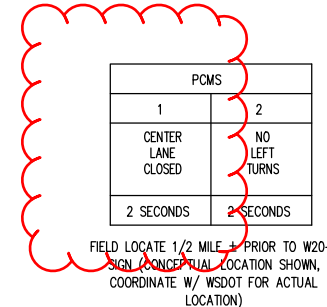 PCMS
1 2
CENTER NO
LANE LEFT
CLOSED TURNS
2 SECONDS 2 SECONDS
FIELD LOCATE 1/2 MILE ± PRIOR TO W20-
SIGN (CONCEPTUAL LOCATION SHOWN,
COORDINATE W/ WSDOT FOR ACTUAL
LOCATION)